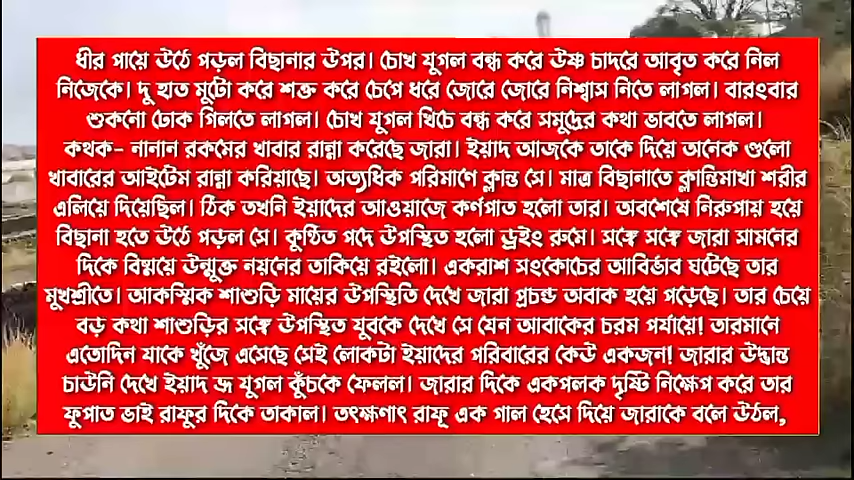 ধীর পায়ে উঠে পড়ল বিছানার উপর। চোখ যুগল বন্ধ করে উষ্ণ চাদরে আবৃত করে নিল
নিজেকে। দু হাত মুটো করে শক্ত করে চেপে ধরে জোরে জোরে নিশ্বাস নিতে লাগল। বারংবার
শুকনো ঢোক গিলতে লাগল। চোখ যুগল খিচে বন্ধ করে সমুদ্রের কথা ভাবতে লাগল।
কথক- নানান রকমের খাবার রান্না করেছে জারা। ইয়াদ আজকে তাকে দিয়ে অনেক গুলো
খাবারের আইটেম রান্না করিয়াছে। অত্যধিক পরিমাণে ক্লান্ত সে। মাত্র বিছানাতে ক্লান্তিমাখা শরীর
এলিয়ে দিয়েছিল। ঠিক তখনি ইয়াদের আওয়াজে কর্ণপাত হলো তার। অবশেষে নিরুপায় হয়ে
বিছানা হতে উঠে পড়ল সে। কুণ্ঠিত পদে উপস্থিত হলো ড্রইং রুমে। সঙ্গে সঙ্গে জারা সামনের
দিকে বিষ্ময়ে উন্মুক্ত নয়নের তাকিয়ে রইলো। একরাশ সংকোচের আবির্ভাব ঘটেছে তার
মুখশ্রীতে। আকস্মিক শাশুড়ি মায়ের উপস্থিতি দেখে জারা প্রচন্ড অবাক হয়ে পড়েছে। তার চেয়ে
বড় কথা শাশুড়ির সঙ্গে উপস্থিত যুবকে দেখে সে যেন আবাকের চরম পর্যায়ে! তারমানে
এতোদিন যাকে খুঁজে এসেছে সেই লোকটা ইয়াদের পরিবারের কেউ একজন! জারার উদ্ভ্রান্ত
চাউনি দেখে ইয়াদ ভ্রু যুগল কুঁচকে ফেলল। জারার দিকে একপলক দৃষ্টি নিক্ষেপ করে তার
ফুপাত ভাই রাফুর দিকে তাকাল। তৎক্ষণাৎ রাফূ এক গাল হেসে দিয়ে জারাকে বলে উঠল,